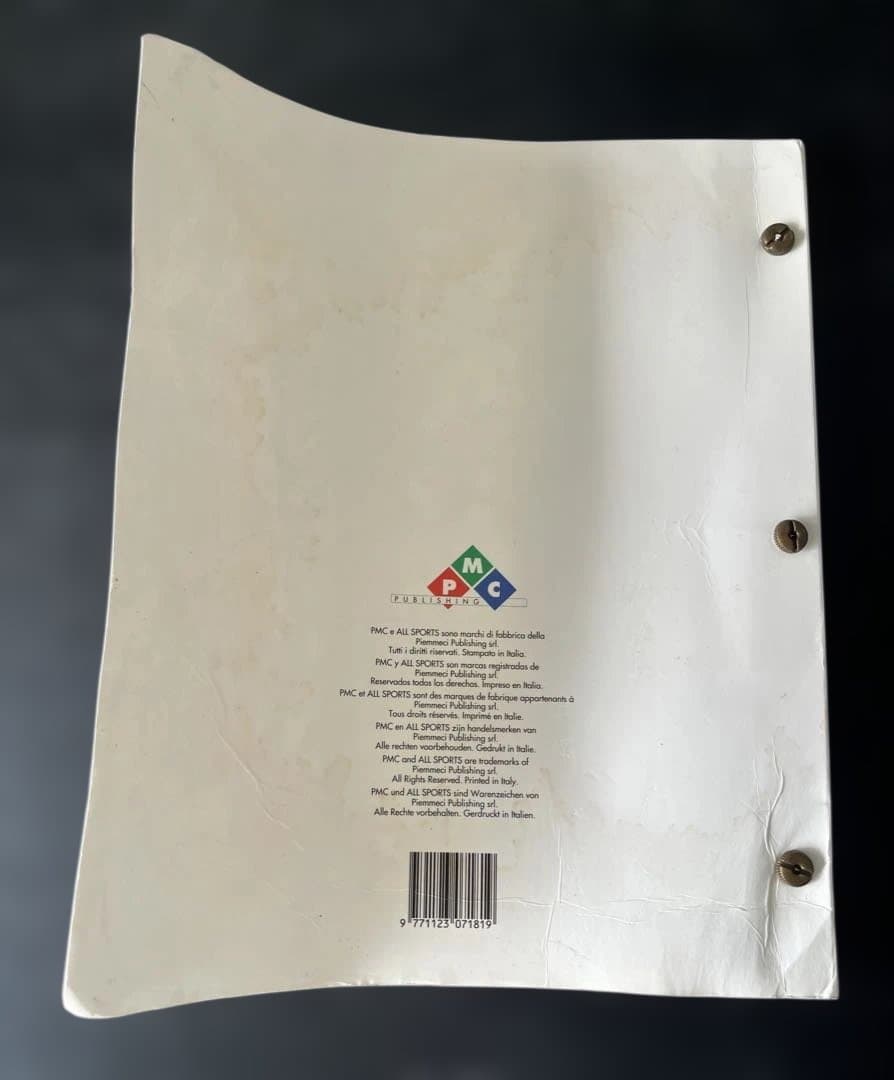 M
P C
PUBLISHING
PMC e ALL SPORTS sono marchi di fabbrica della
Piemmeci Publishing srl.
Tutti i diritti riservati. Stampato in Italia.
PMC y ALL SPORTS son marcas registradas de
Piemmeci Publishing srl.
Reservados todos los derechos. Impreso en Italia.
PMC et ALL SPORTS sont des marques de fabrique appartenants à
Piemmeci Publishing srl.
Tous droits réservés. Imprimé en Italie.
PMC en ALL SPORTS zijn handelsmerken van
Piemmeci Publishing srl.
Alle rechten voorbehouden. Gedrukt in Italie.
PMC and ALL SPORTS are trademarks of
Piemmeci Publishing srl.
All Rights Reserved. Printed in Italy.
PMC und ALL SPORTS sind Warenzeichen von
Piemmeci Publishing srl.
Alle Rechte vorbehalten. Gerdruckt in Italien.
9 771123 071819